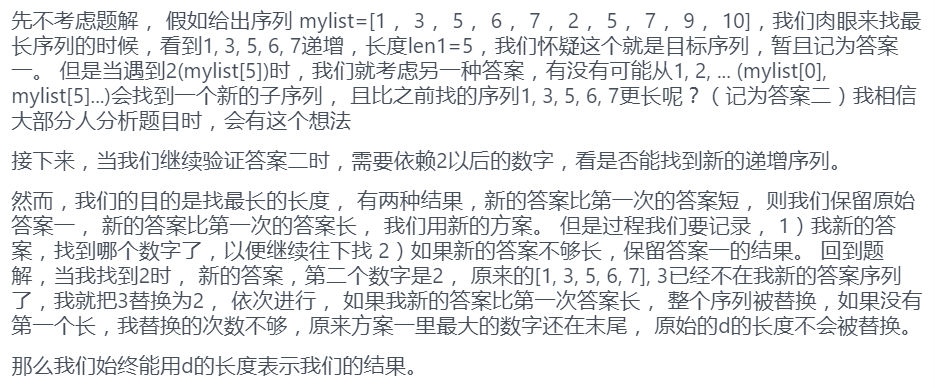 先不考虑题解， 假如给出序列 mylist=[1， 3， 5， 6， 7， 2， 5， 7， 9， 10]，我们肉眼来找最
长序列的时候，看到1, 3, 5, 6, 7递增，长度len1=5，我们怀疑这个就是目标序列，暂且记为答案
一。 但是当遇到2(mylist[5])时，我们就考虑另一种答案，有没有可能从1, 2, ... (mylist[0],
mylist[5]...)会找到一个新的子序列， 且比之前找的序列1, 3, 5, 6, 7更长呢？（ 记为答案二 ）我相信
大部分人分析题目时，会有这个想法
接下来，当我们继续验证答案二时，需要依赖2以后的数字，看是否能找到新的递增序列。
然而，我们的目的是找最长的长度， 有两种结果，新的答案比第一次的答案短， 则我们保留原始
答案一， 新的答案比第一次的答案长， 我们用新的方案。 但是过程我们要记录， 1）我新的答
案，找到哪个数字了，以便继续往下找 2）如果新的答案不够长，保留答案一的结果。 回到题
解，当我找到2时， 新的答案，第二个数字是2， 原来的[1, 3, 5, 6, 7], 3已经不在我新的答案序列
了，我就把3替换为2， 依次进行， 如果我新的答案比第一次答案长， 整个序列被替换，如果没有
第一个长，我替换的次数不够，原来方案一里最大的数字还在末尾， 原始的d的长度不会被替换。
那么我们始终能用d的长度表示我们的结果。